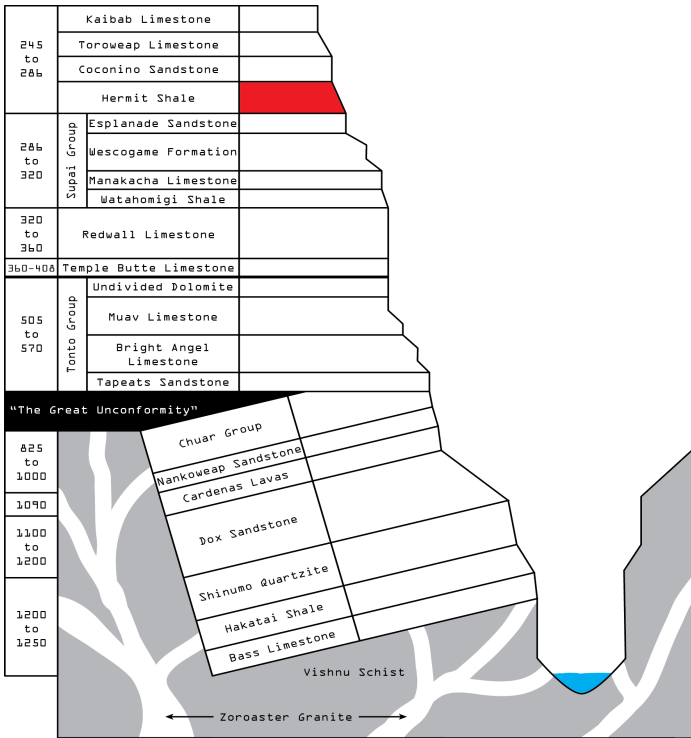 245
to
286
Kaibab Limestone
Toroweap Limestone
Coconino Sandstone
Hermit Shale
286
to
320
Supai Group
Esplanade Sandstone
Wescogame Formation
Manakacha Limestone
Watahomigi Shale
320
to
360
Redwall Limestone
360-408
Temple Butte Limestone
505
to
570
Tonto Group
Undivided Dolomite
Muav Limestone
Bright Angel
Limestone
Tapeats Sandstone
“The Great Unconformity”
825
to
1000
1090
1100
to
1200
1200
to
1250
Chuar Group
Nankoweap Sandstone
Cardenas Lavas
Dox Sandstone
Shinumo Quartzite
Hakatai Shale
Bass Limestone
Vishnu Schist
Zoroaster Granite